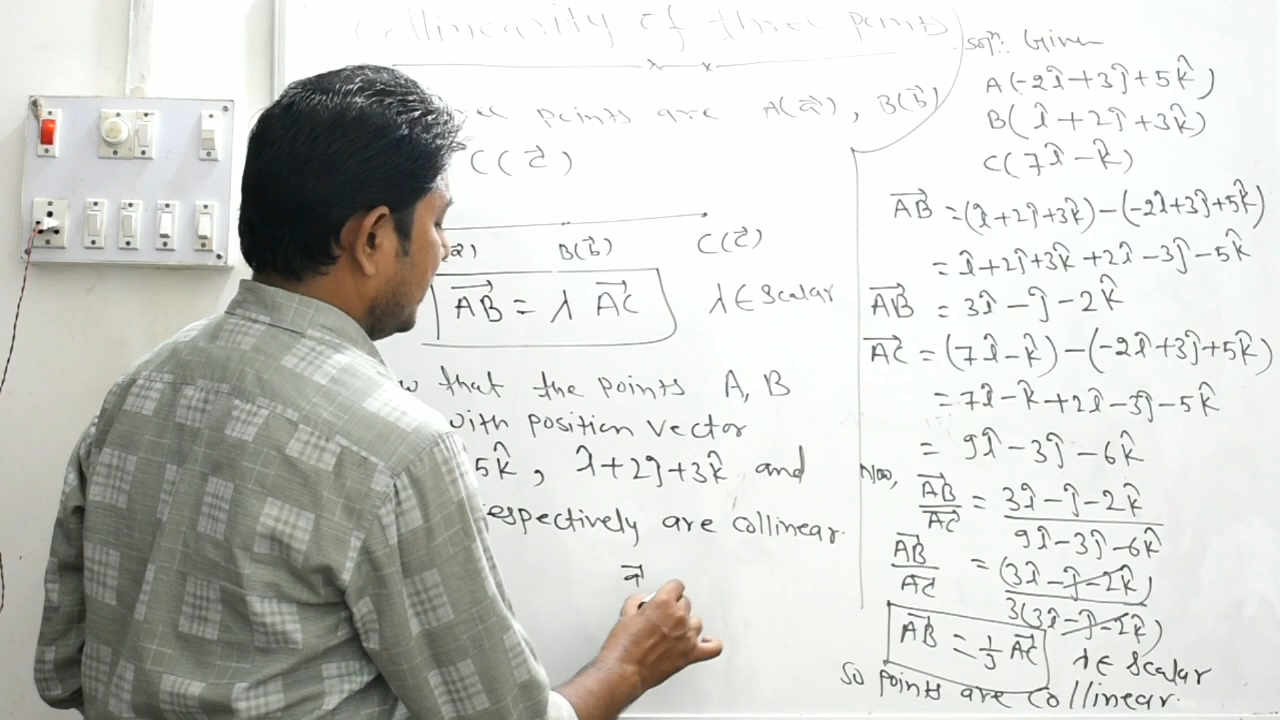 Collinearity of three points
points are A(a⃗), B(b⃗)
C(c⃗)
a⃗) B(b⃗) C(c⃗)
AB⃗ = λ AC⃗ λ ∈ Scalar
that the points A, B
with position vector
5k̂, î+2ĵ+3k̂ and
respectively are collinear.
a⃗
solⁿ: Given
A(-2î+3ĵ+5k̂)
B(î+2ĵ+3k̂)
C(7î-k̂)
AB⃗ = (î+2ĵ+3k̂)-(-2î+3ĵ+5k̂)
= î+2ĵ+3k̂+2î-3ĵ-5k̂
AB⃗ = 3î-ĵ-2k̂
AC⃗ = (7î-k̂)-(-2î+3ĵ+5k̂)
= 7î-k̂+2î-3ĵ-5k̂
= 9î-3ĵ-6k̂
Now, AB⃗/AC⃗ = 3î-ĵ-2k̂/9î-3ĵ-6k̂
AB⃗/AC⃗ = (3î-ĵ-2k̂)/3(3î-ĵ-2k̂)
AB⃗ = 1/3 AC⃗ λ ∈ Scalar
So points are collinear.